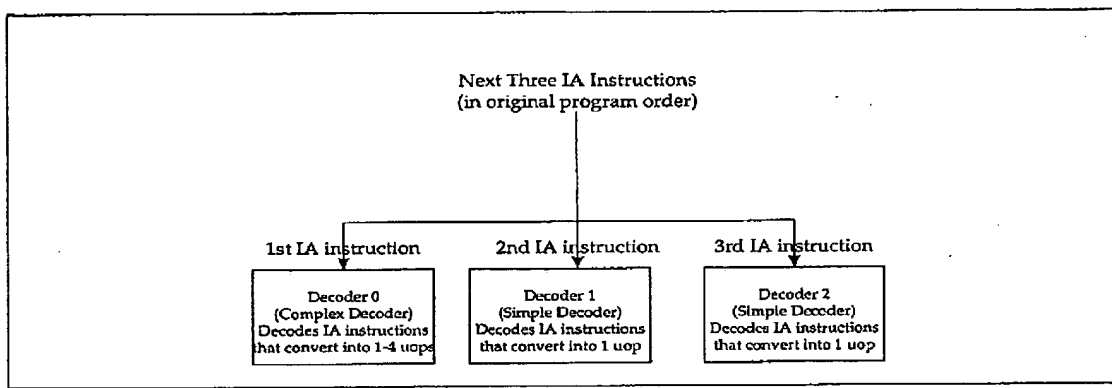 Next Three IA Instructions
(in original program order)
1st IA instruction
2nd IA instruction
3rd IA instruction
Decoder 0
(Complex Decoder)
Decodes IA instructions
that convert into 1-4 uops
Decoder 1
(Simple Decoder)
Decodes IA instructions
that convert into 1 uop
Decoder 2
(Simple Decoder)
Decodes IA instructions
that convert into 1 uop